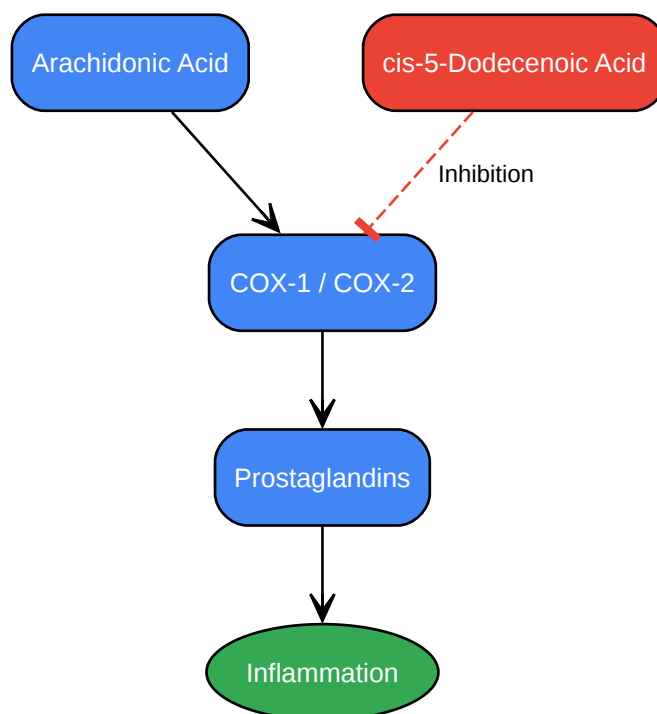 Arachidonic Acid
cis-5-Dodecenoic Acid
Inhibition
COX-1 / COX-2
Prostaglandins
Inflammation